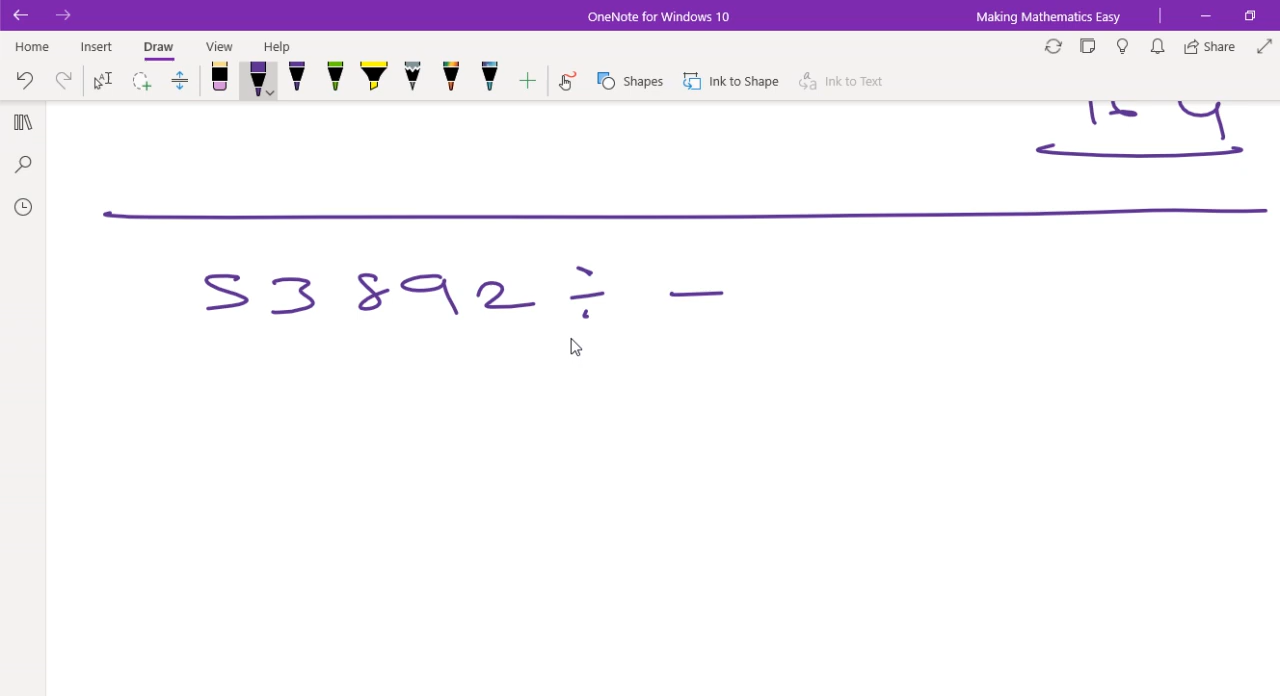 OneNote for Windows 10
Making Mathematics Easy
Home Insert Draw View Help
Share
Shapes Ink to Shape Ink to Text
53892 ÷ —